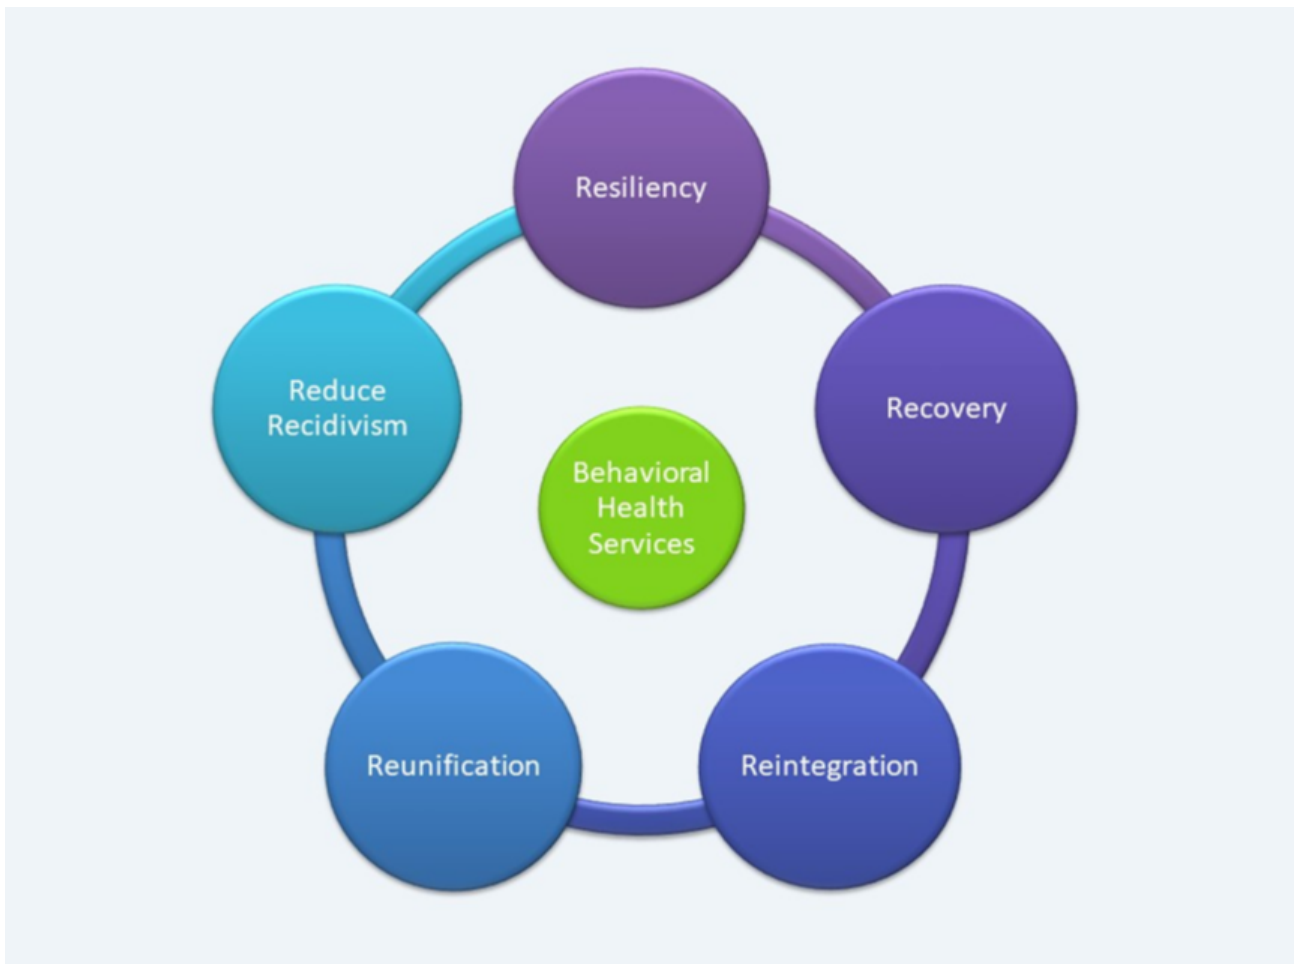 Resiliency
Recovery
Reintegration
Reunification
Reduce
Recidivism
Behavioral
Health
Services